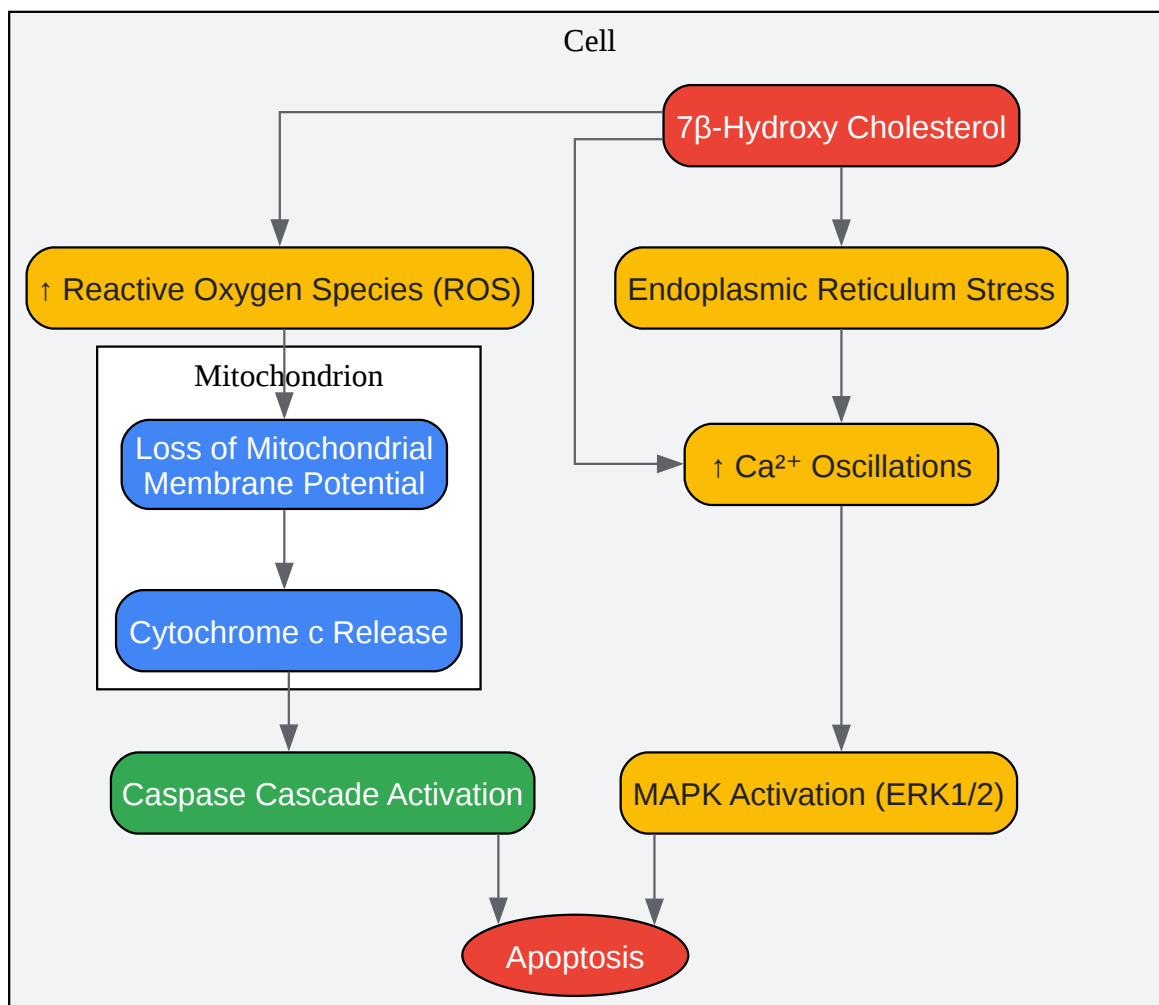 Cell
7β-Hydroxy Cholesterol
↑ Reactive Oxygen Species (ROS)
Endoplasmic Reticulum Stress
Mitochondrion
Loss of Mitochondrial
Membrane Potential
↑ Ca²⁺ Oscillations
Cytochrome c Release
Caspase Cascade Activation
MAPK Activation (ERK1/2)
Apoptosis